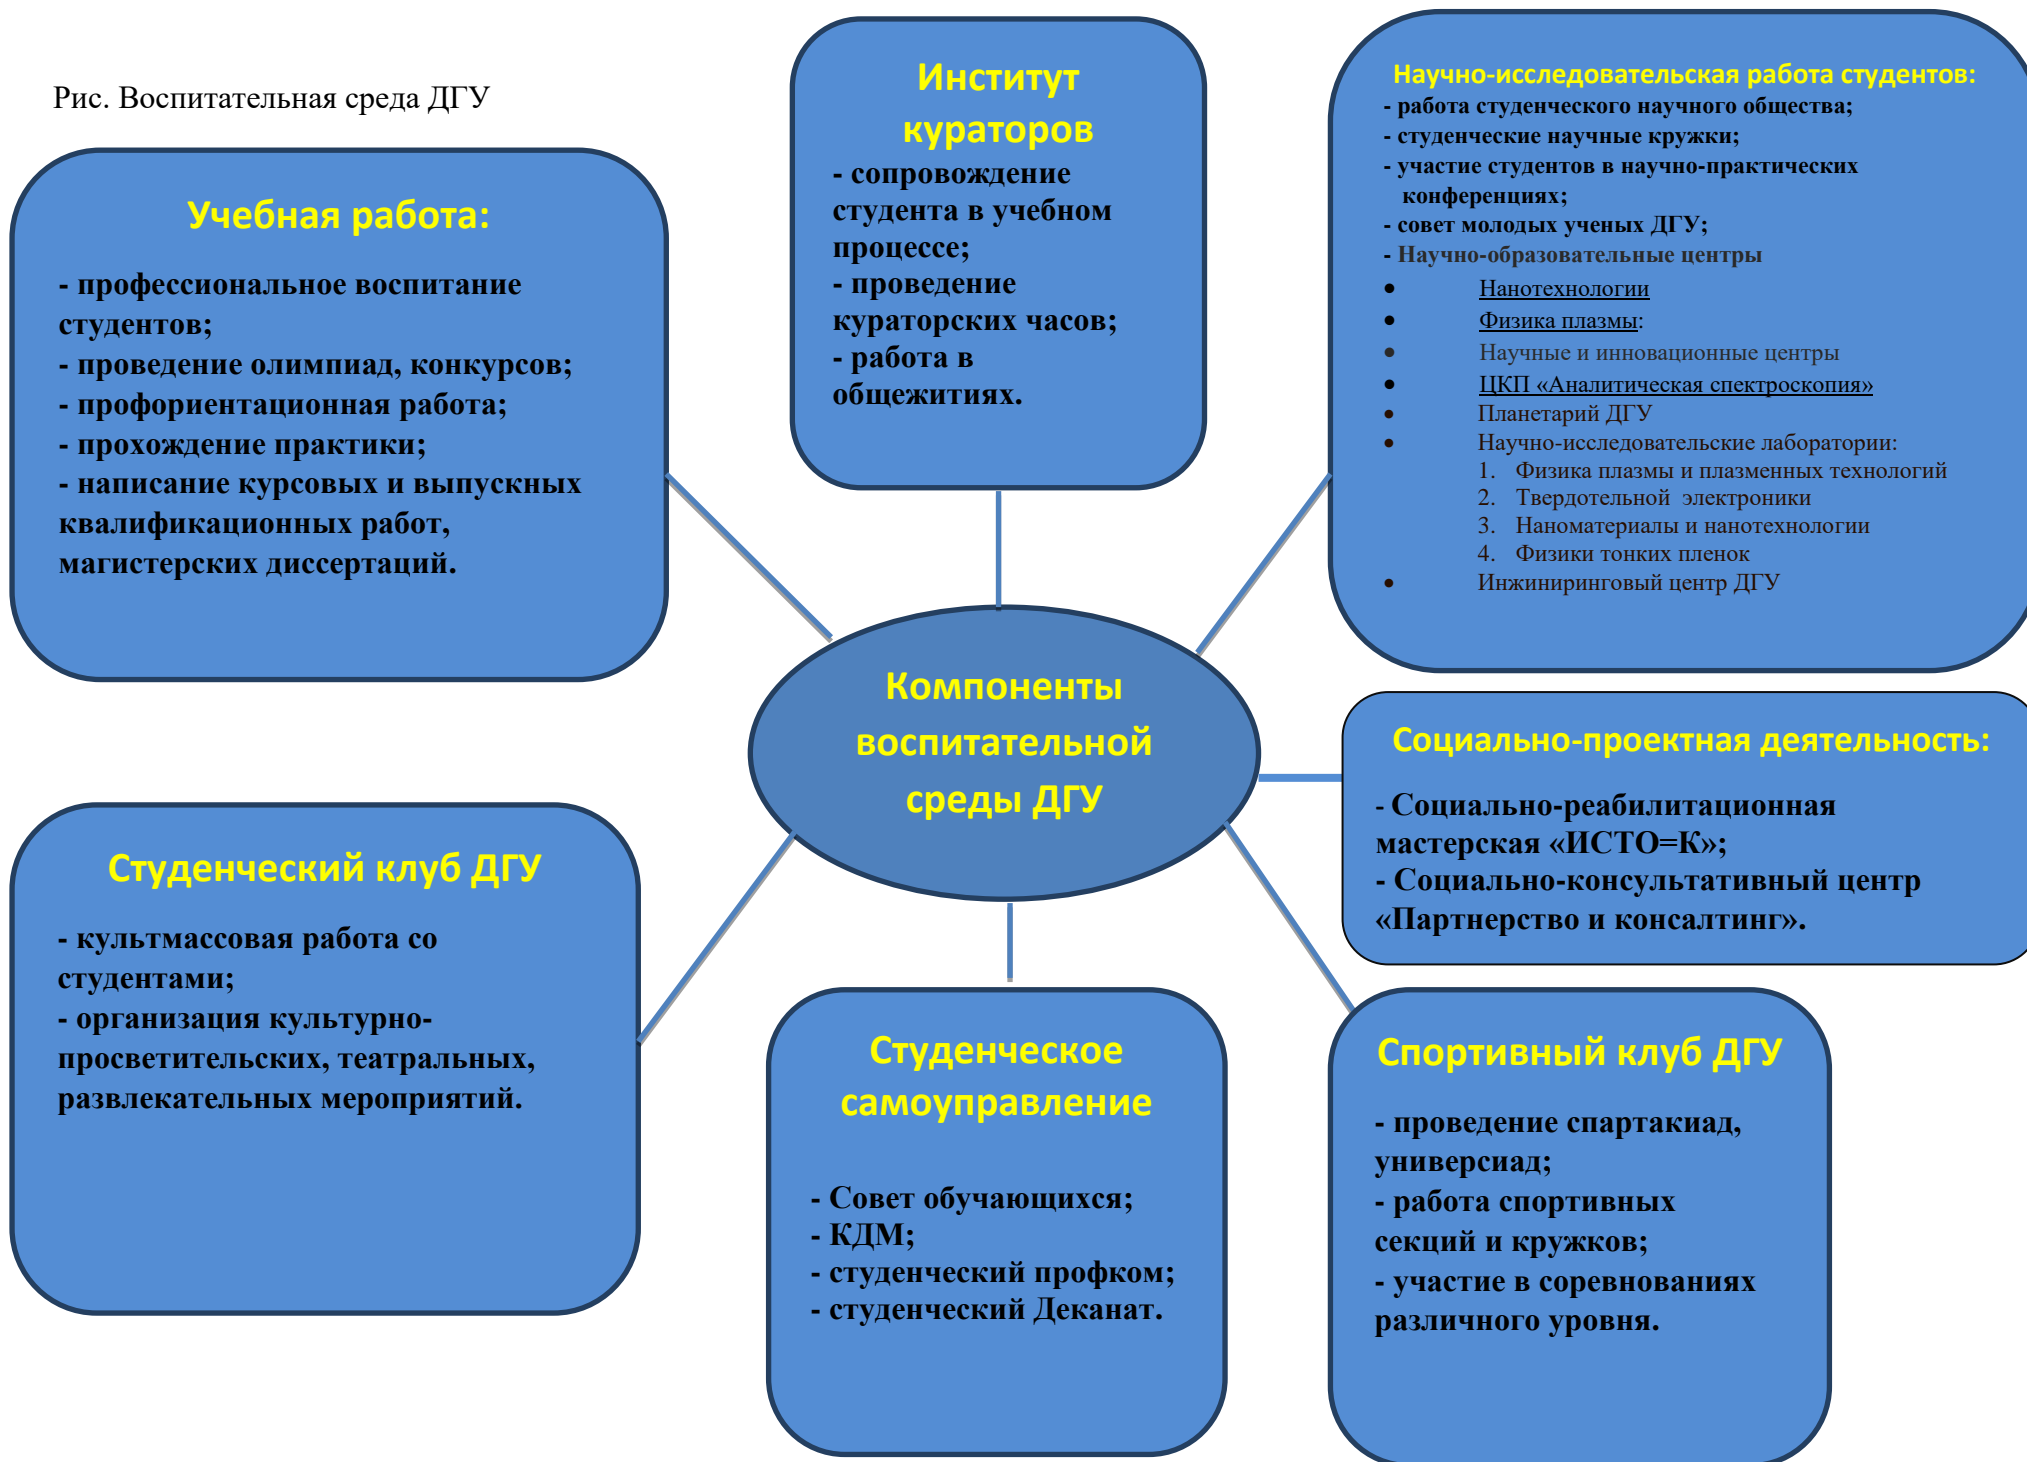 Рис. Воспитательная среда ДГУ
Учебная работа:
- профессиональное воспитание
студентов;
- проведение олимпиад, конкурсов;
- профориентационная работа;
- прохождение практики;
- написание курсовых и выпускных
квалификационных работ,
магистерских диссертаций.
Институт
кураторов
- сопровождение
студента в учебном
процессе;
- проведение
кураторских часов;
- работа в
общежитиях.
Научно-исследовательская работа студентов:
- работа студенческого научного общества;
- студенческие научные кружки;
- участие студентов в научно-практических
конференциях;
- совет молодых ученых ДГУ;
- Научно-образовательные центры
● Нанотехнологии
● Физика плазмы:
● Научные и инновационные центры
● ЦКП «Аналитическая спектроскопия»
● Планетарий ДГУ
● Научно-исследовательские лаборатории:
1. Физика плазмы и плазменных технологий
2. Твердотельной электроники
3. Наноматериалы и нанотехнологии
4. Физики тонких пленок
● Инжиниринговый центр ДГУ
Компоненты
воспитательной
среды ДГУ
Социально-проектная деятельность:
- Социально-реабилитационная
мастерская «ИСТО=К»;
- Социально-консультативный центр
«Партнерство и консалтинг».
Студенческий клуб ДГУ
- культмассовая работа со
студентами;
- организация культурно-
просветительских, театральных,
развлекательных мероприятий.
Студенческое
самоуправление
- Совет обучающихся;
- КДМ;
- студенческий профком;
- студенческий Деканат.
Спортивный клуб ДГУ
- проведение спартакиад,
универсиад;
- работа спортивных
секций и кружков;
- участие в соревнованиях
различного уровня.